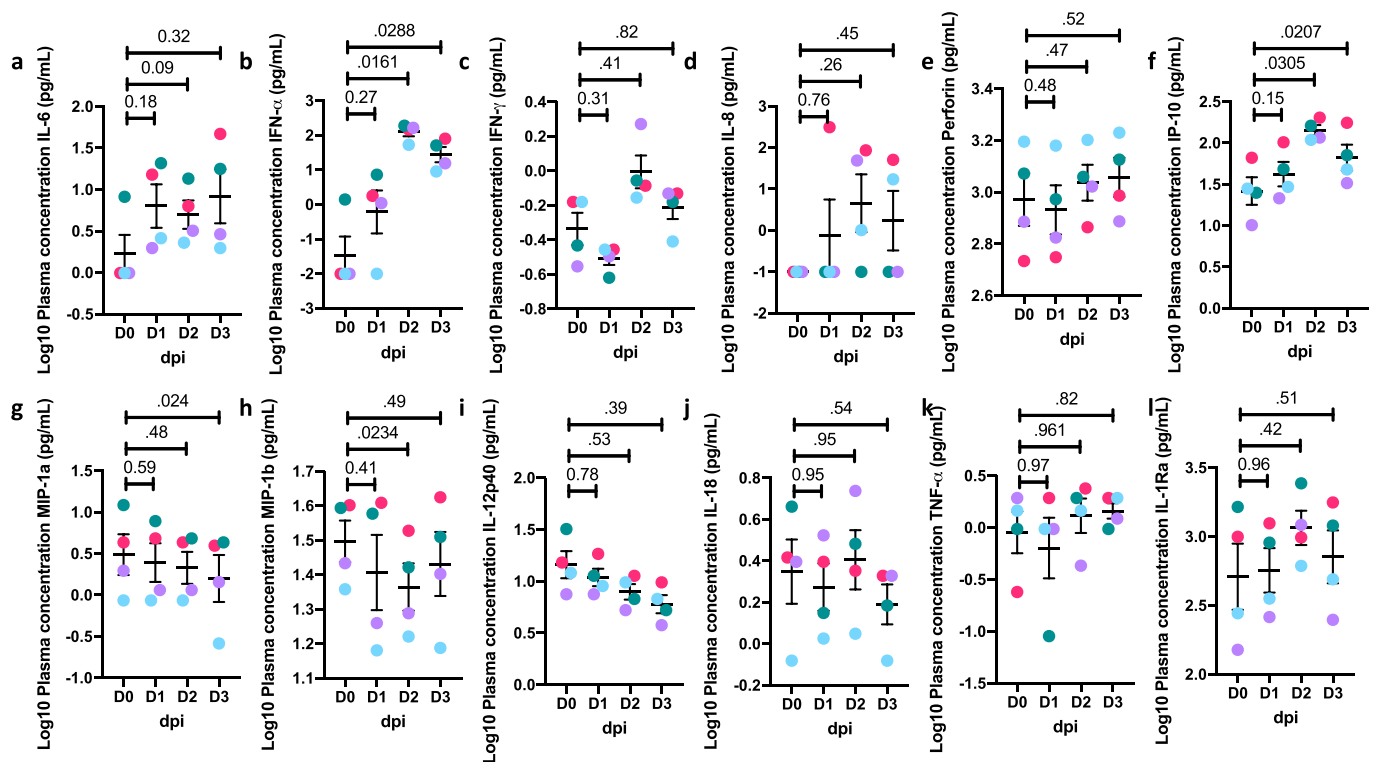 a
Log10 Plasma concentration IL-6 (pg/mL)
0.32
0.09
0.18
2.0
1.5
1.0
0.5
0.0
-0.5
D0 D1 D2 D3
dpi
b
Log10 Plasma concentration IFN-α (pg/mL)
.0288
.0161
0.27
3
2
1
0
-1
-2
-3
D0 D1 D2 D3
dpi
c
Log10 Plasma concentration IFN-γ (pg/mL)
.82
.41
0.31
0.4
0.2
0.0
-0.2
-0.4
-0.6
-0.8
D0 D1 D2 D3
dpi
d
Log10 Plasma concentration IL-8 (pg/mL)
.45
.26
0.76
3
2
1
0
-1
-2
D0 D1 D2 D3
dpi
e
Log10 Plasma concentration Perforin (pg/mL)
.52
.47
0.48
3.4
3.2
3.0
2.8
2.6
D0 D1 D2 D3
dpi
f
Log10 Plasma concentration IP-10 (pg/mL)
.0207
.0305
0.15
2.5
2.0
1.5
1.0
0.5
0.0
D0 D1 D2 D3
dpi
g
Log10 Plasma concentration MIP-1a (pg/mL)
.024
.48
0.59
1.5
1.0
0.5
0.0
-0.5
-1.0
D0 D1 D2 D3
dpi
h
Log10 Plasma concentration MIP-1b (pg/mL)
.49
.0234
0.41
1.7
1.6
1.5
1.4
1.3
1.2
1.1
D0 D1 D2 D3
dpi
i
Log10 Plasma concentration IL-12p40 (pg/mL)
.39
.53
0.78
2.0
1.5
1.0
0.5
0.0
D0 D1 D2 D3
dpi
j
Log10 Plasma concentration IL-18 (pg/mL)
.54
.95
0.95
0.8
0.6
0.4
0.2
0.0
-0.2
D0 D1 D2 D3
dpi
k
Log10 Plasma concentration TNF-α (pg/mL)
.82
.961
0.97
0.5
0.0
-0.5
-1.0
-1.5
D0 D1 D2 D3
dpi
l
Log10 Plasma concentration IL-1Ra (pg/mL)
.51
.42
0.96
3.5
3.0
2.5
2.0
D0 D1 D2 D3
dpi